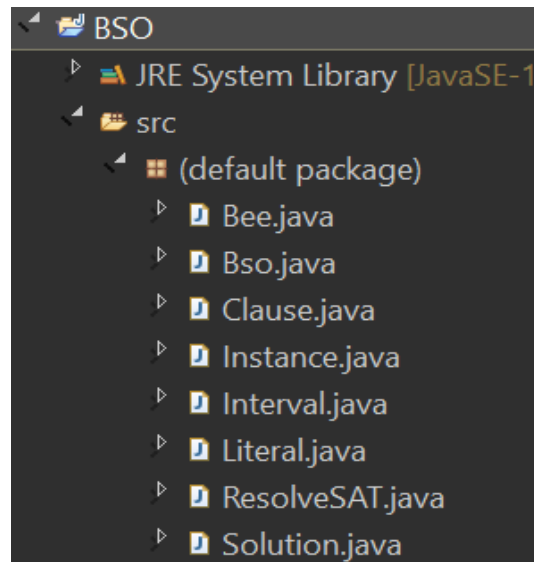 BSO
JRE System Library [JavaSE-1
src
(default package)
Bee.java
Bso.java
Clause.java
Instance.java
Interval.java
Literal.java
ResolveSAT.java
Solution.java